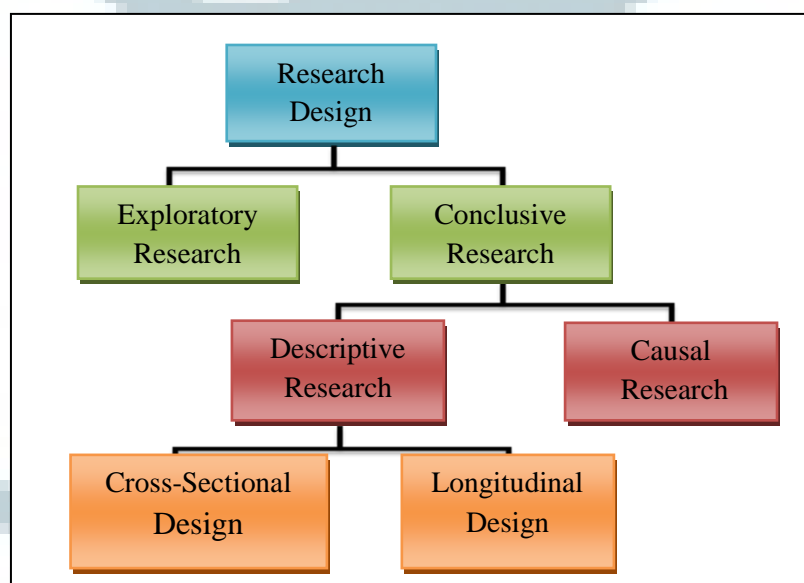 Research
Design
Exploratory
Research
Conclusive
Research
Descriptive
Research
Causal
Research
Cross-Sectional
Design
Longitudinal
Design